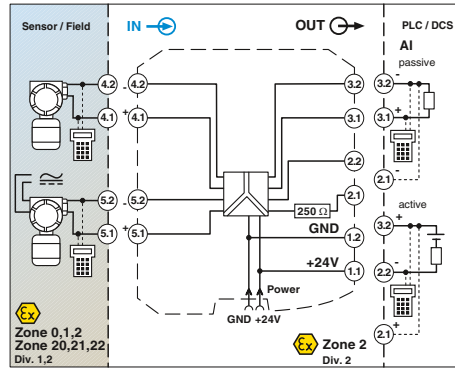 Sensor / Field
IN
OUT
PLC / DCS
AI
passive
4.2 - 4.2
3.2
3.2 -
4.1 + 4.1
3.1
3.1 +
2.2
2.1 -
5.2 - 5.2
250 Ω
2.1
active
5.1 + 5.1
GND
1.2
3.2 +
+24V
1.1
2.2 -
Power
GND +24V
2.1 +
Ex
Zone 0,1,2
Zone 20,21,22
Div. 1,2
Ex
Zone 2
Div. 2